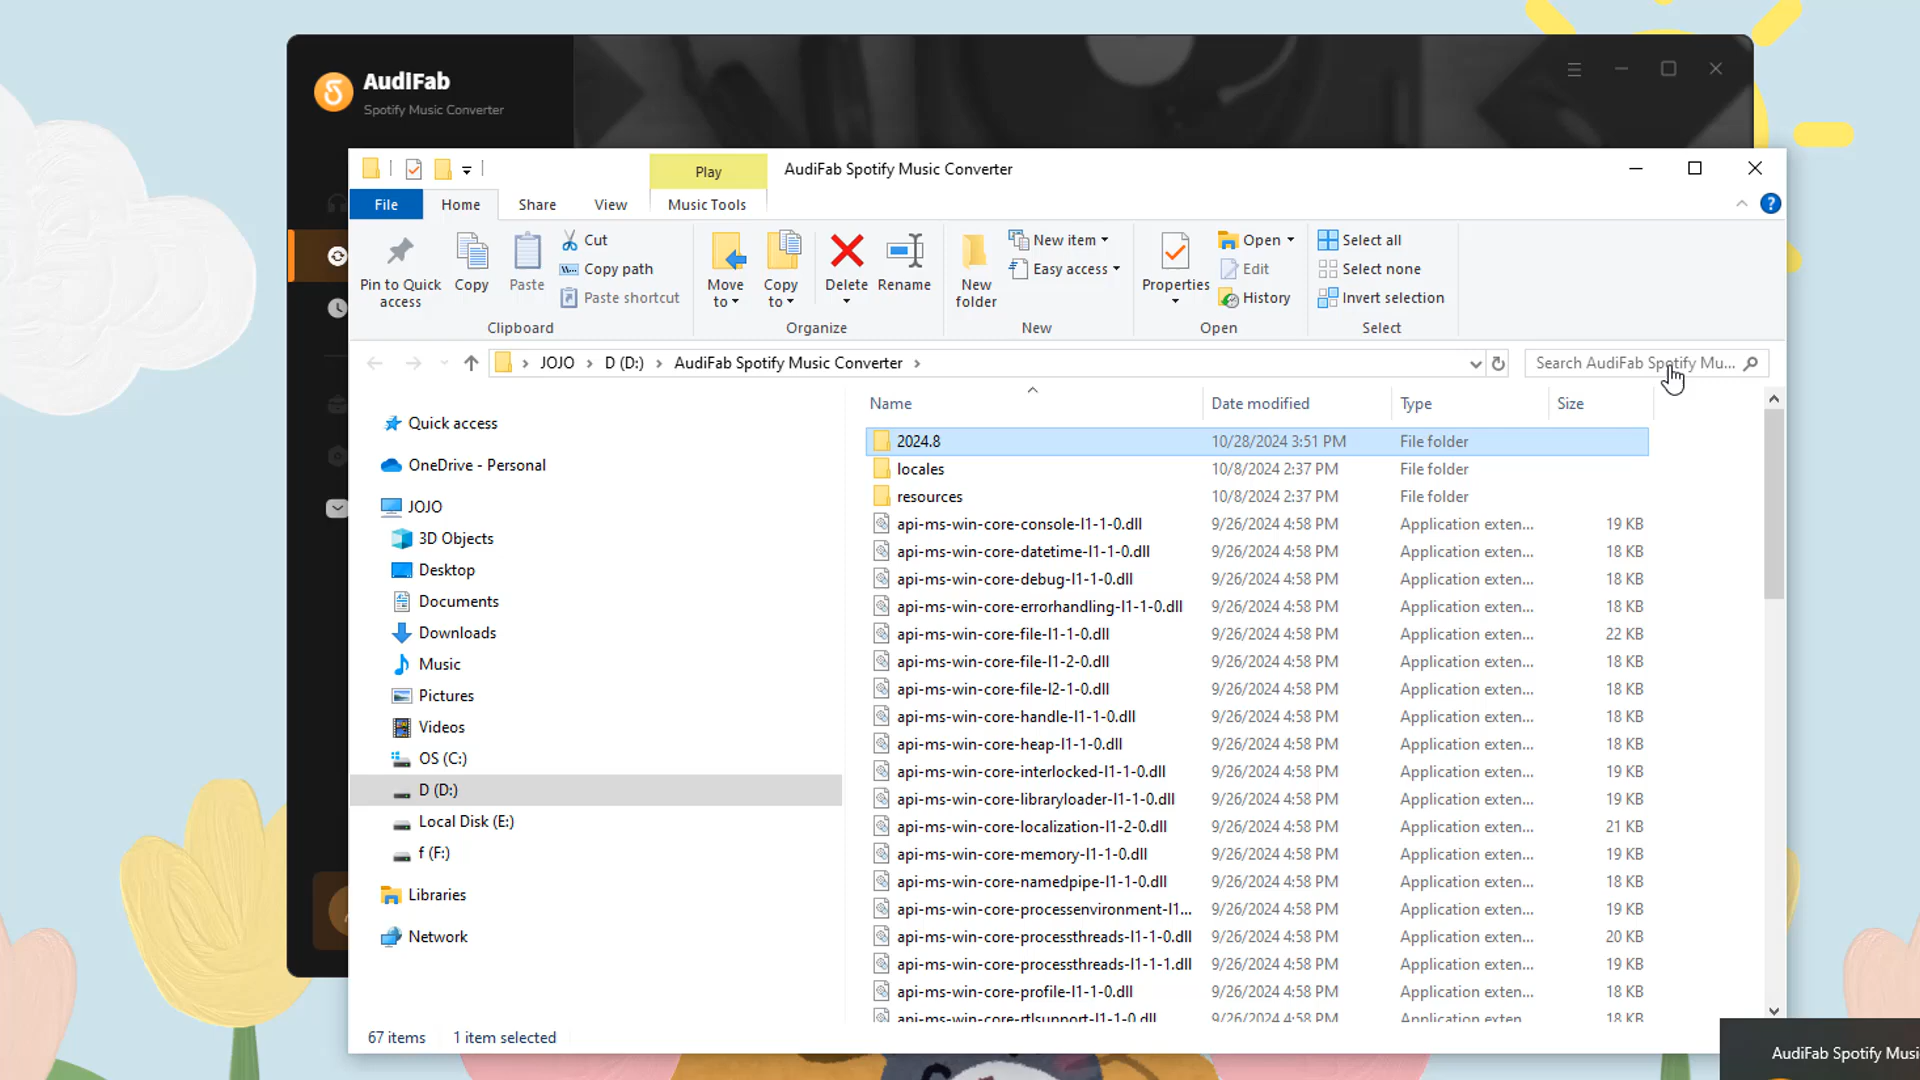 AudiFab
Spotify Music Converter
Play
AudiFab Spotify Music Converter
File
Home
Share
View
Music Tools
Pin to Quick access
Copy
Paste
Cut
Copy path
Paste shortcut
Move to
Copy to
Delete
Rename
New folder
New item
Easy access
Properties
Open
Edit
History
Select all
Select none
Invert selection
Clipboard
Organize
New
Open
Select
JOJO
D (D:)
AudiFab Spotify Music Converter
Search AudiFab Spotify Mu...
Quick access
OneDrive - Personal
JOJO
3D Objects
Desktop
Documents
Downloads
Music
Pictures
Videos
OS (C:)
D (D:)
Local Disk (E:)
f (F:)
Libraries
Network
Name Date modified Type Size
2024.8 10/28/2024 3:51 PM File folder
locales 10/8/2024 2:37 PM File folder
resources 10/8/2024 2:37 PM File folder
api-ms-win-core-console-l1-1-0.dll 9/26/2024 4:58 PM Application exten... 19 KB
api-ms-win-core-datetime-l1-1-0.dll 9/26/2024 4:58 PM Application exten... 18 KB
api-ms-win-core-debug-l1-1-0.dll 9/26/2024 4:58 PM Application exten... 18 KB
api-ms-win-core-errorhandling-l1-1-0.dll 9/26/2024 4:58 PM Application exten... 18 KB
api-ms-win-core-file-l1-1-0.dll 9/26/2024 4:58 PM Application exten... 22 KB
api-ms-win-core-file-l1-2-0.dll 9/26/2024 4:58 PM Application exten... 18 KB
api-ms-win-core-file-l2-1-0.dll 9/26/2024 4:58 PM Application exten... 18 KB
api-ms-win-core-handle-l1-1-0.dll 9/26/2024 4:58 PM Application exten... 18 KB
api-ms-win-core-heap-l1-1-0.dll 9/26/2024 4:58 PM Application exten... 18 KB
api-ms-win-core-interlocked-l1-1-0.dll 9/26/2024 4:58 PM Application exten... 19 KB
api-ms-win-core-libraryloader-l1-1-0.dll 9/26/2024 4:58 PM Application exten... 19 KB
api-ms-win-core-localization-l1-2-0.dll 9/26/2024 4:58 PM Application exten... 21 KB
api-ms-win-core-memory-l1-1-0.dll 9/26/2024 4:58 PM Application exten... 19 KB
api-ms-win-core-namedpipe-l1-1-0.dll 9/26/2024 4:58 PM Application exten... 18 KB
api-ms-win-core-processenvironment-l1... 9/26/2024 4:58 PM Application exten... 19 KB
api-ms-win-core-processthreads-l1-1-0.dll 9/26/2024 4:58 PM Application exten... 20 KB
api-ms-win-core-processthreads-l1-1-1.dll 9/26/2024 4:58 PM Application exten... 19 KB
api-ms-win-core-profile-l1-1-0.dll 9/26/2024 4:58 PM Application exten... 18 KB
api-ms-win-core-rtlsupport-l1-1-0.dll 9/26/2024 4:58 PM Application exten... 18 KB
67 items
1 item selected
AudiFab Spotify Musi